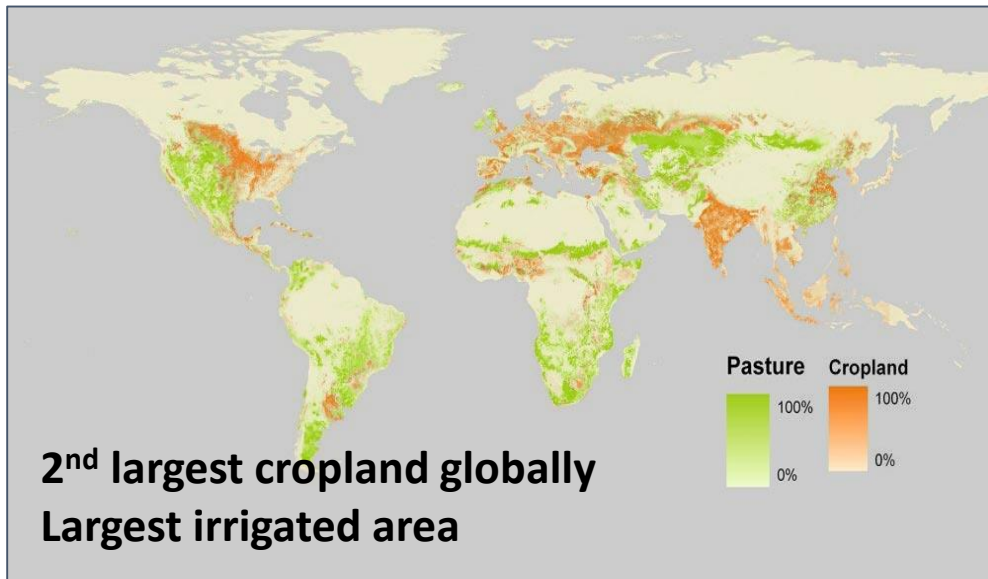 Pasture Cropland
100% 100%
0% 0%
2nd largest cropland globally
Largest irrigated area